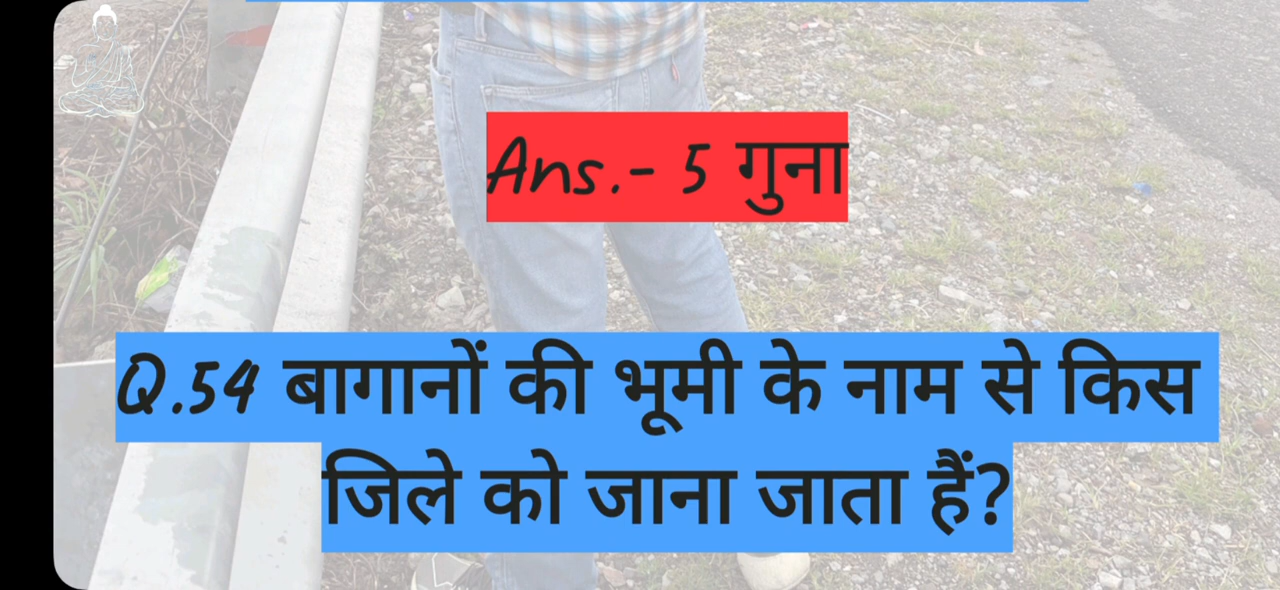 Ans.- 5 गुना
Q.54 बागानों की भूमी के नाम से किस
जिले को जाना जाता हैं?